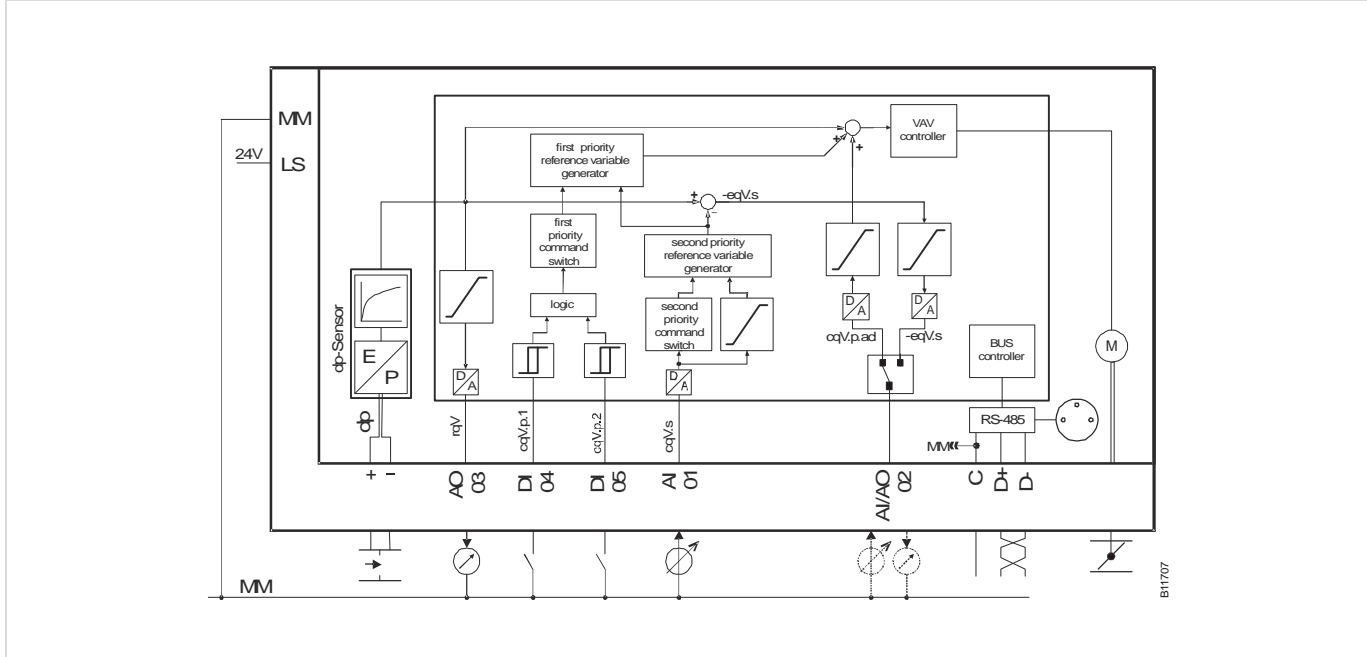 MM
24V
LS
VAV
controller
first  priority
reference variable
generator
-eqV.s
+
+
+
-
first
priority
command
switch
second priority
reference variable
generator
logic
second
priority
command
switch
dp-Sensor
E
P
D
A
D
A
D
A
D
A
cqV.p.ad
-eqV.s
BUS
controller
M
RS-485
dp
rqV
cqV.p.1
cqV.p.2
cqV.s
MM
+
-
AO
03
DI
04
DI
05
AI
01
AI/AO
02
C
D+
D-
MM
B11707